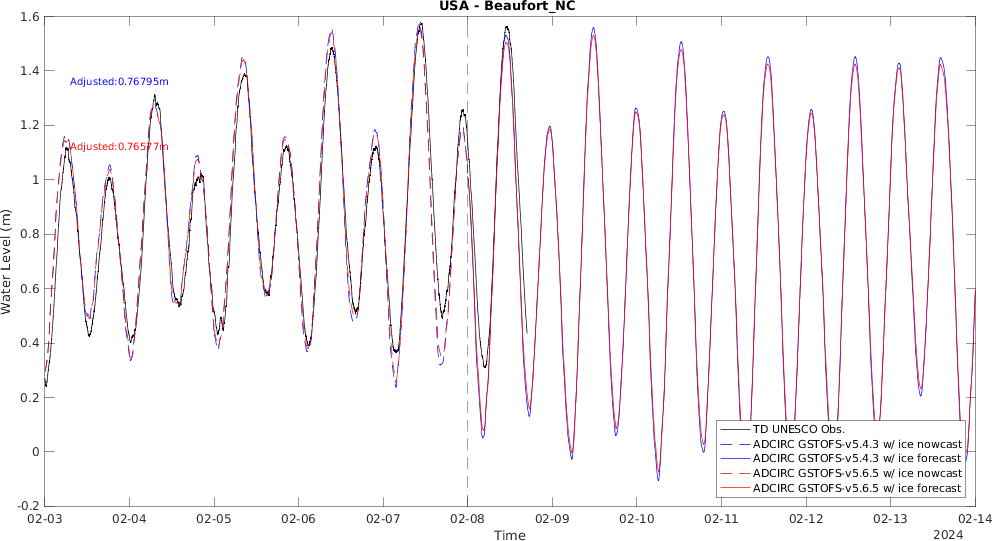 USA - Beaufort_NC
1.6
1.4
1.2
1
0.8
0.6
0.4
0.2
0
-0.2
Water Level (m)
Adjusted:0.76795m
Adjusted:0.76577m
TD UNESCO Obs.
ADCIRC GSTOFS-v5.4.3 w/ ice nowcast
ADCIRC GSTOFS-v5.4.3 w/ ice forecast
ADCIRC GSTOFS-v5.6.5 w/ ice nowcast
ADCIRC GSTOFS-v5.6.5 w/ ice forecast
02-03 02-04 02-05 02-06 02-07 02-08 02-09 02-10 02-11 02-12 02-13 02-14
Time
2024